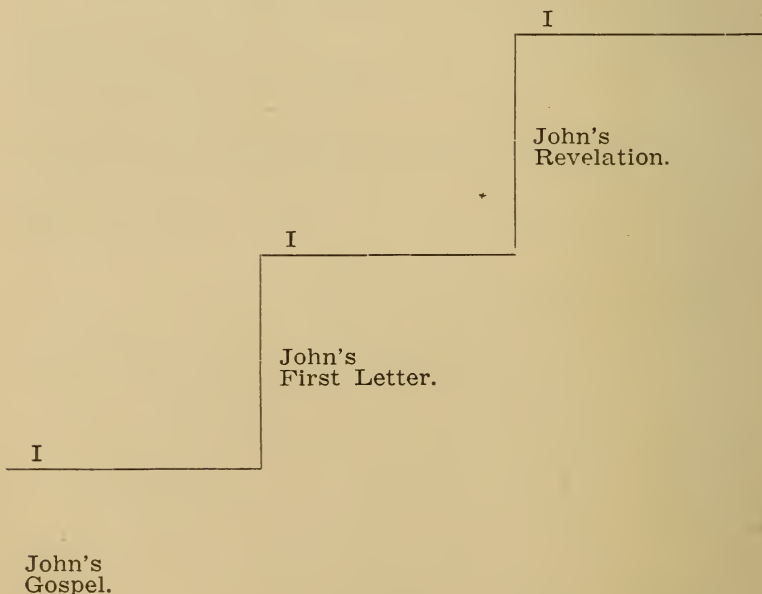 I
John's
Revelation.
I
John's
First Letter.
I
John's
Gospel.